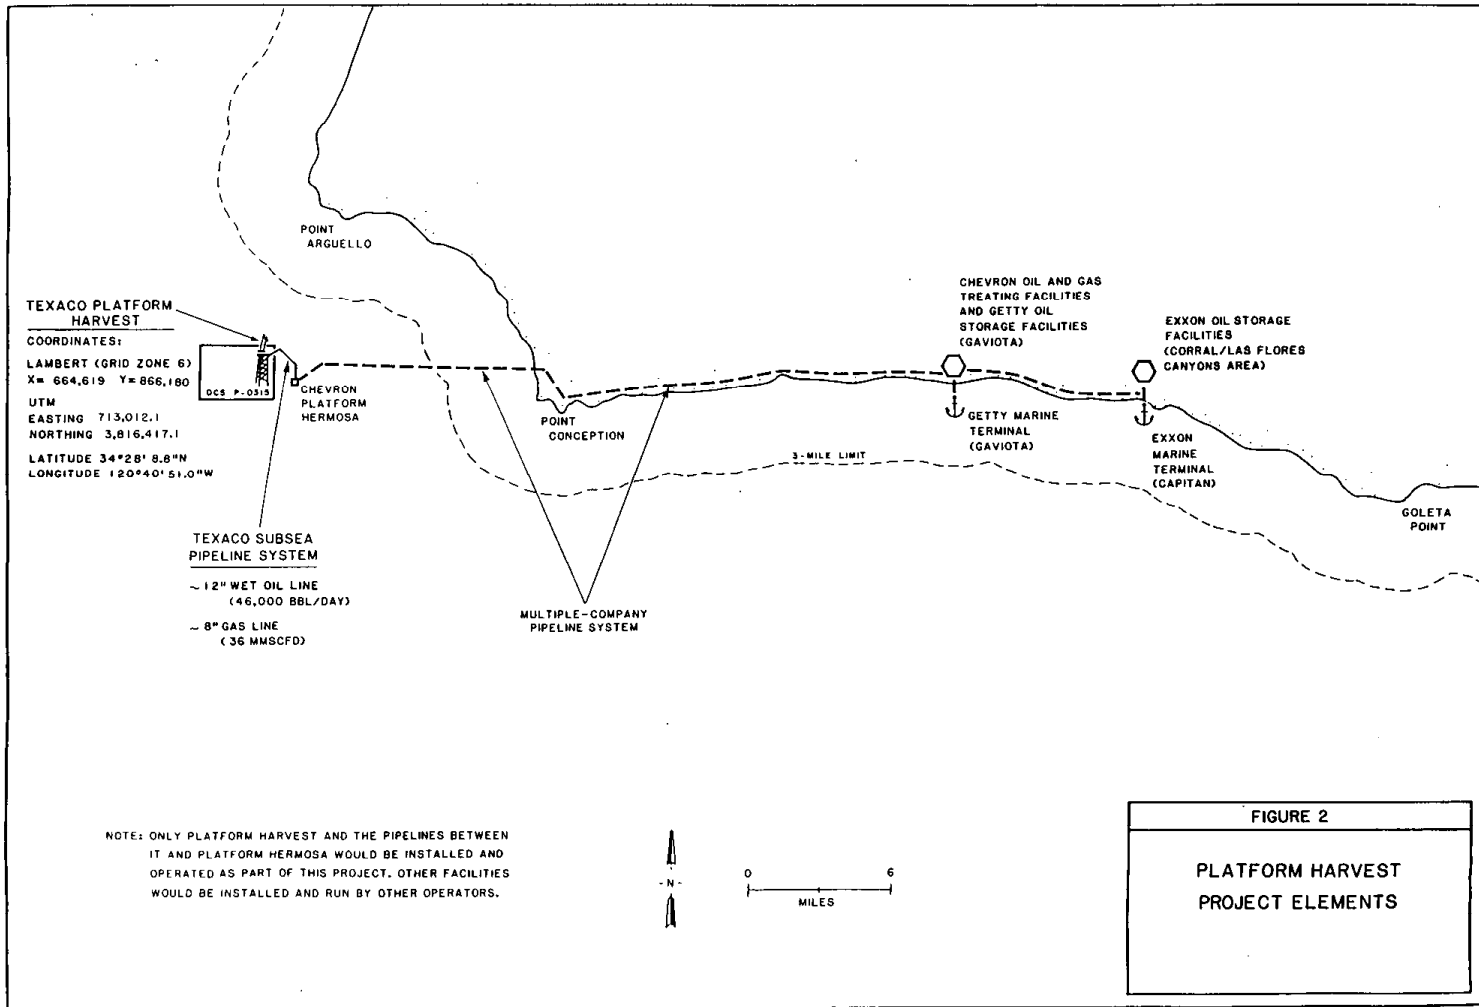 POINT
ARGUELLO
TEXACO PLATFORM
HARVEST
COORDINATES:
LAMBERT (GRID ZONE 6)
X= 664,619 Y=866,180
UTM
EASTING 713,012.1
NORTHING 3,816,417.1
LATITUDE 34°28' 8.8"N
LONGITUDE 120°40'51.0"W
OCS P-0315
CHEVRON
PLATFORM
HERMOSA
POINT
CONCEPTION
CHEVRON OIL AND GAS
TREATING FACILITIES
AND GETTY OIL
STORAGE FACILITIES
(GAVIOTA)
EXXON OIL STORAGE
FACILITIES
(CORRAL/LAS FLORES
CANYONS AREA)
GETTY MARINE
TERMINAL
(GAVIOTA)
EXXON
MARINE
TERMINAL
(CAPITAN)
3-MILE LIMIT
GOLETA
POINT
TEXACO SUBSEA
PIPELINE SYSTEM
~12" WET OIL LINE
(46,000 BBL/DAY)
~ 8" GAS LINE
(36 MMSCFD)
MULTIPLE-COMPANY
PIPELINE SYSTEM
NOTE: ONLY PLATFORM HARVEST AND THE PIPELINES BETWEEN
IT AND PLATFORM HERMOSA WOULD BE INSTALLED AND
OPERATED AS PART OF THIS PROJECT. OTHER FACILITIES
WOULD BE INSTALLED AND RUN BY OTHER OPERATORS.
-N-
0 6
MILES
FIGURE 2
PLATFORM HARVEST
PROJECT ELEMENTS